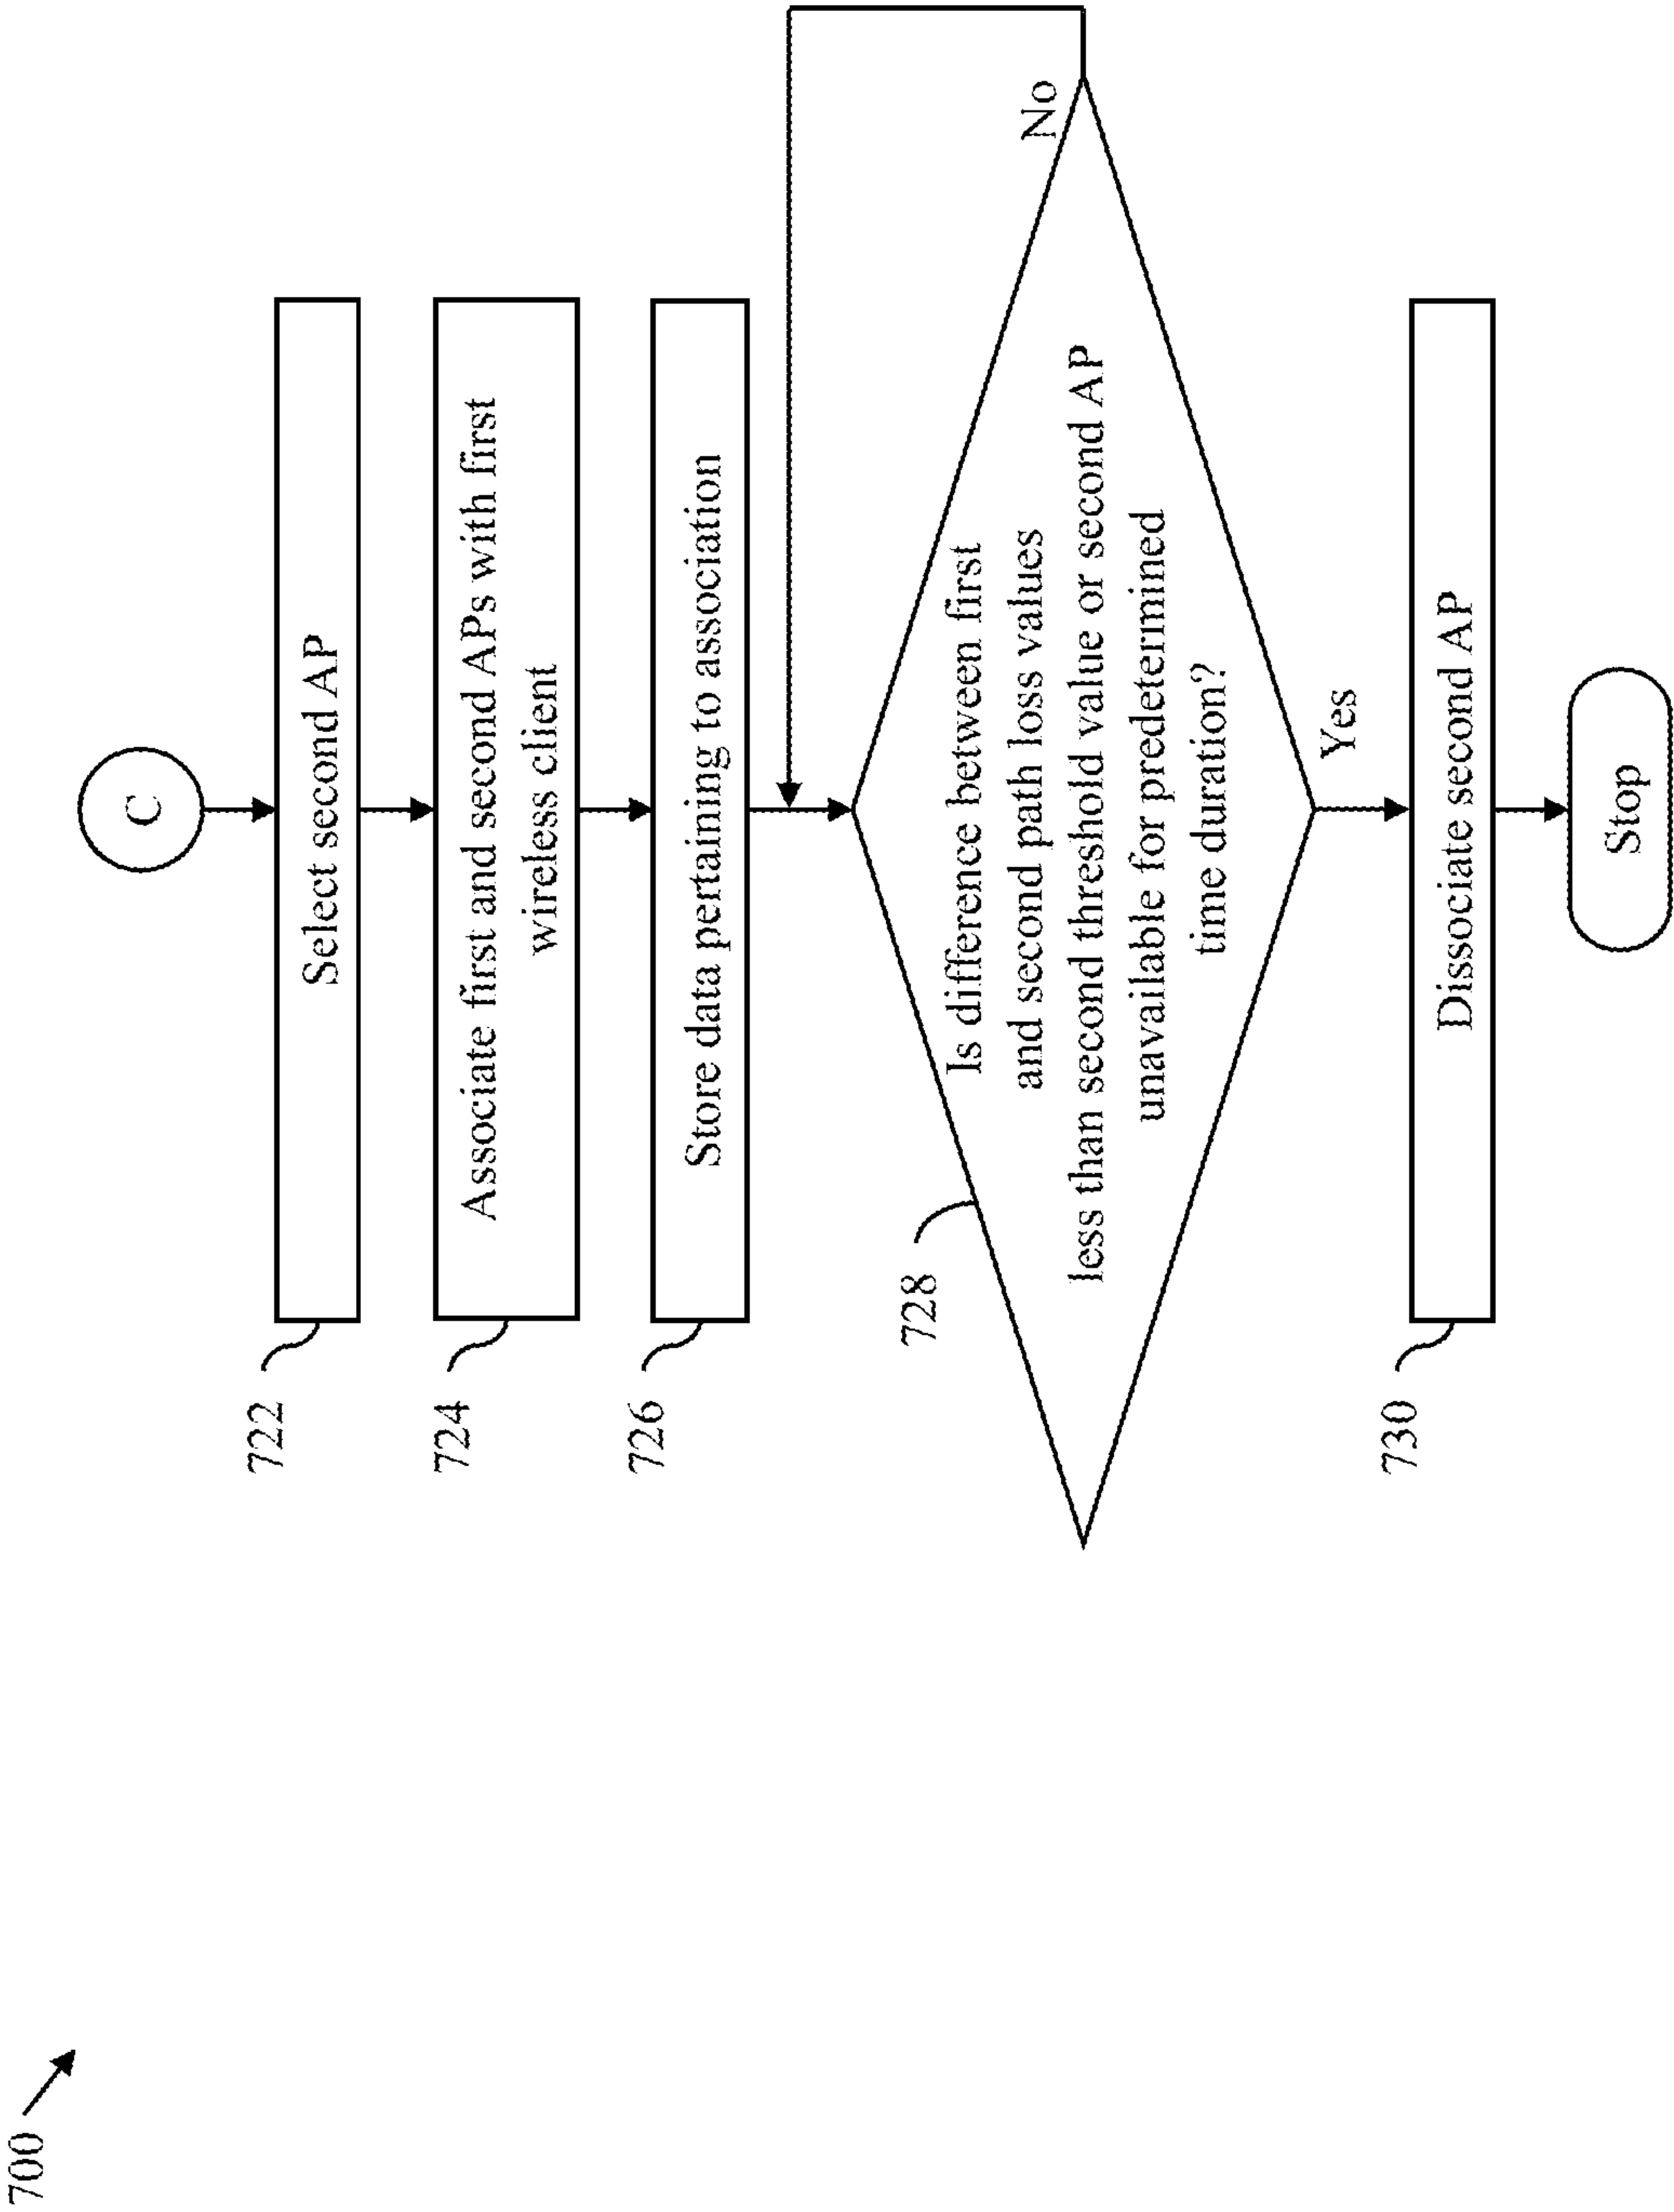 700
C
722
Select second AP
724
Associate first and second APs with first
wireless client
726
Store data pertaining to association
728
Is difference between first
and second path loss values
less than second threshold value or second AP
unavailable for predetermined
time duration?
No
Yes
730
Dissociate second AP
Stop